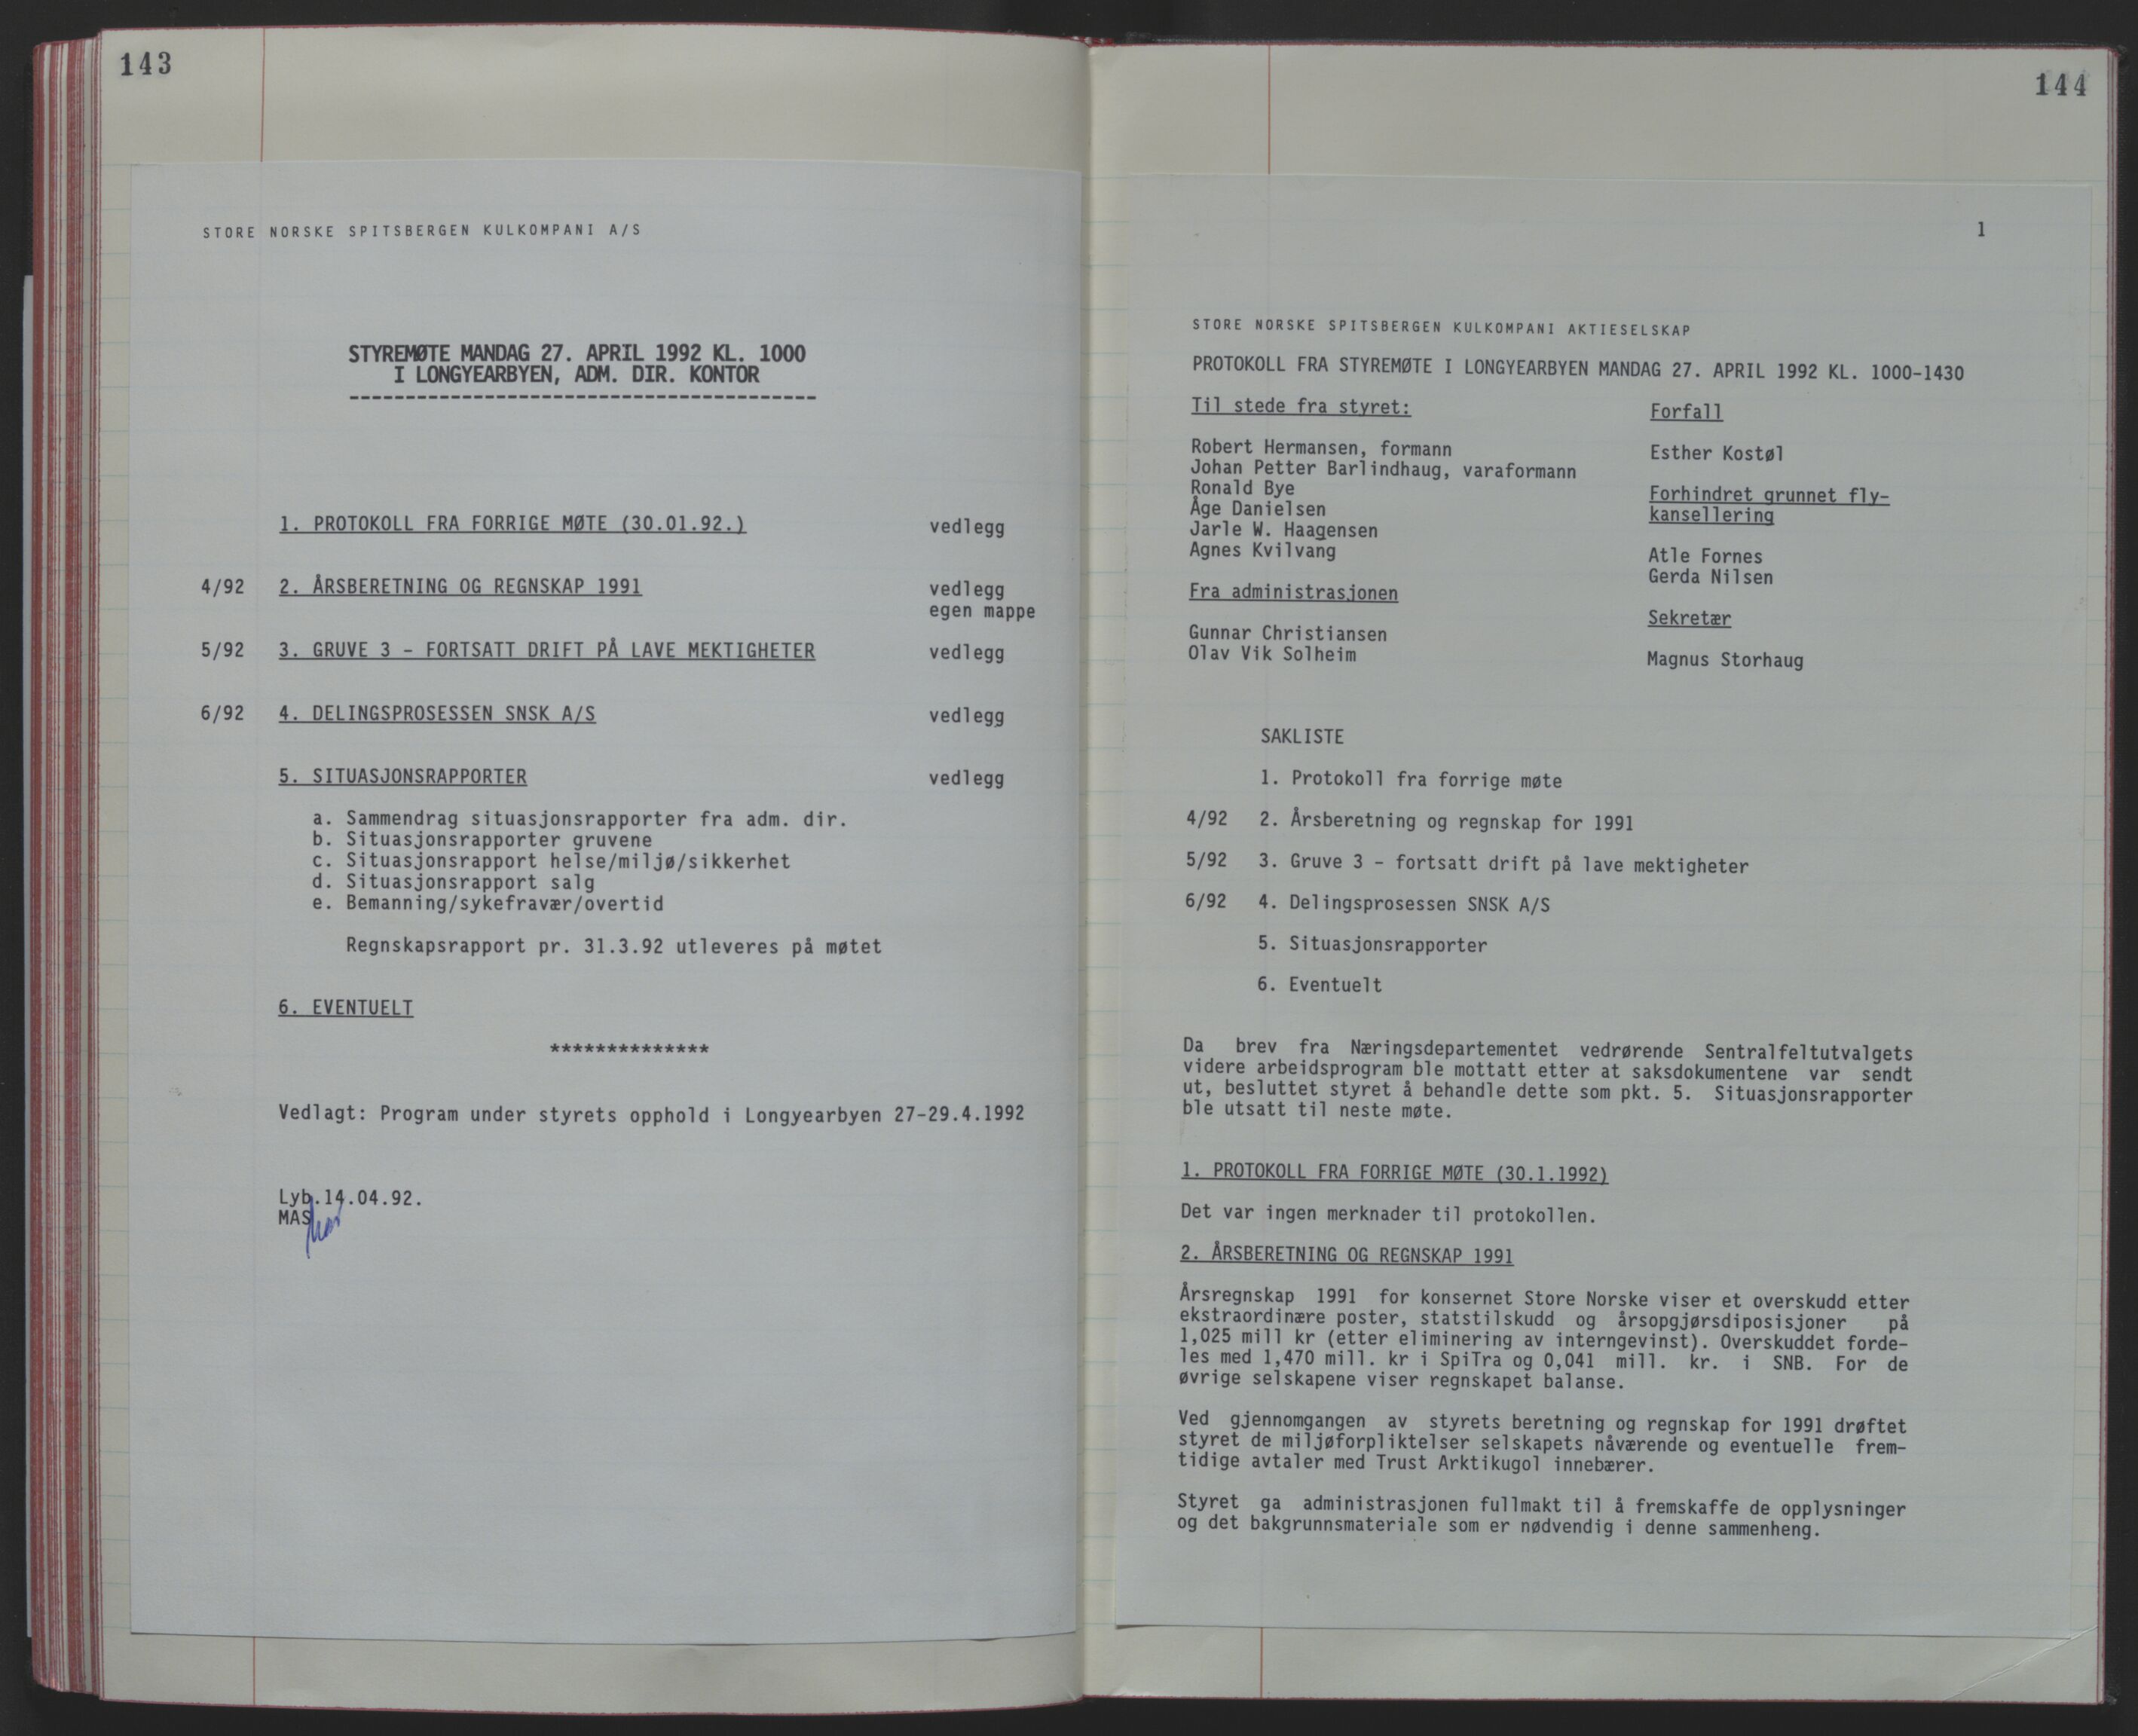 143
STORE NORSKE SPITSBERGEN KULKOMPANI A/S
STYREMØTE MANDAG 27. APRIL 1992 KL. 1000
I LONGYEARBYEN, ADM. DIR. KONTOR
-----------------------------------------
1. PROTOKOLL FRA FORRIGE MØTE (30.01.92.) vedlegg
4/92 2. ÅRSBERETNING OG REGNSKAP 1991 vedlegg
egen mappe
5/92 3. GRUVE 3 - FORTSATT DRIFT PÅ LAVE MEKTIGHETER vedlegg
6/92 4. DELINGSPROSESSEN SNSK A/S vedlegg
5. SITUASJONSRAPPORTER vedlegg
a. Sammendrag situasjonsrapporter fra adm. dir.
b. Situasjonsrapporter gruvene
c. Situasjonsrapport helse/miljø/sikkerhet
d. Situasjonsrapport salg
e. Bemanning/sykefravær/overtid
Regnskapsrapport pr. 31.3.92 utleveres på møtet
6. EVENTUELT
**************
Vedlagt: Program under styrets opphold i Longyearbyen 27-29.4.1992
Lyb.14.04.92.
MAS
144
1
STORE NORSKE SPITSBERGEN KULKOMPANI AKTIESELSKAP
PROTOKOLL FRA STYREMØTE I LONGYEARBYEN MANDAG 27. APRIL 1992 KL. 1000-1430
Til stede fra styret:
Robert Hermansen, formann
Johan Petter Barlindhaug, varaformann
Ronald Bye
Åge Danielsen
Jarle W. Haagensen
Agnes Kvilvang
Fra administrasjonen
Gunnar Christiansen
Olav Vik Solheim
Forfall
Esther Kostøl
Forhindret grunnet fly-
kansellering
Atle Fornes
Gerda Nilsen
Sekretær
Magnus Storhaug
SAKLISTE
1. Protokoll fra forrige møte
4/92 2. Årsberetning og regnskap for 1991
5/92 3. Gruve 3 - fortsatt drift på lave mektigheter
6/92 4. Delingsprosessen SNSK A/S
5. Situasjonsrapporter
6. Eventuelt
Da brev fra Næringsdepartementet vedrørende Sentralfeltutvalgets
videre arbeidsprogram ble mottatt etter at saksdokumentene var sendt
ut, besluttet styret å behandle dette som pkt. 5. Situasjonsrapporter
ble utsatt til neste møte.
1. PROTOKOLL FRA FORRIGE MØTE (30.1.1992)
Det var ingen merknader til protokollen.
2. ÅRSBERETNING OG REGNSKAP 1991
Årsregnskap 1991 for konsernet Store Norske viser et overskudd etter
ekstraordinære poster, statstilskudd og årsopgjørsdiposisjoner på
1,025 mill kr (etter eliminering av interngevinst). Overskuddet forde-
les med 1,470 mill. kr i SpiTra og 0,041 mill. kr. i SNB. For de
øvrige selskapene viser regnskapet balanse.
Ved gjennomgangen av styrets beretning og regnskap for 1991 drøftet
styret de miljøforpliktelser selskapets nåværende og eventuelle frem-
tidige avtaler med Trust Arktikugol innebærer.
Styret ga administrasjonen fullmakt til å fremskaffe de opplysninger
og det bakgrunnsmateriale som er nødvendig i denne sammenheng.